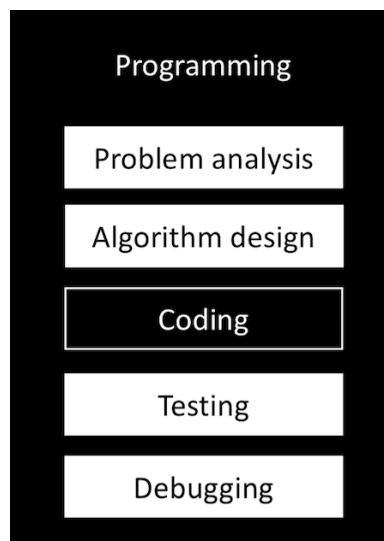 Programming
Problem analysis
Algorithm design
Coding
Testing
Debugging